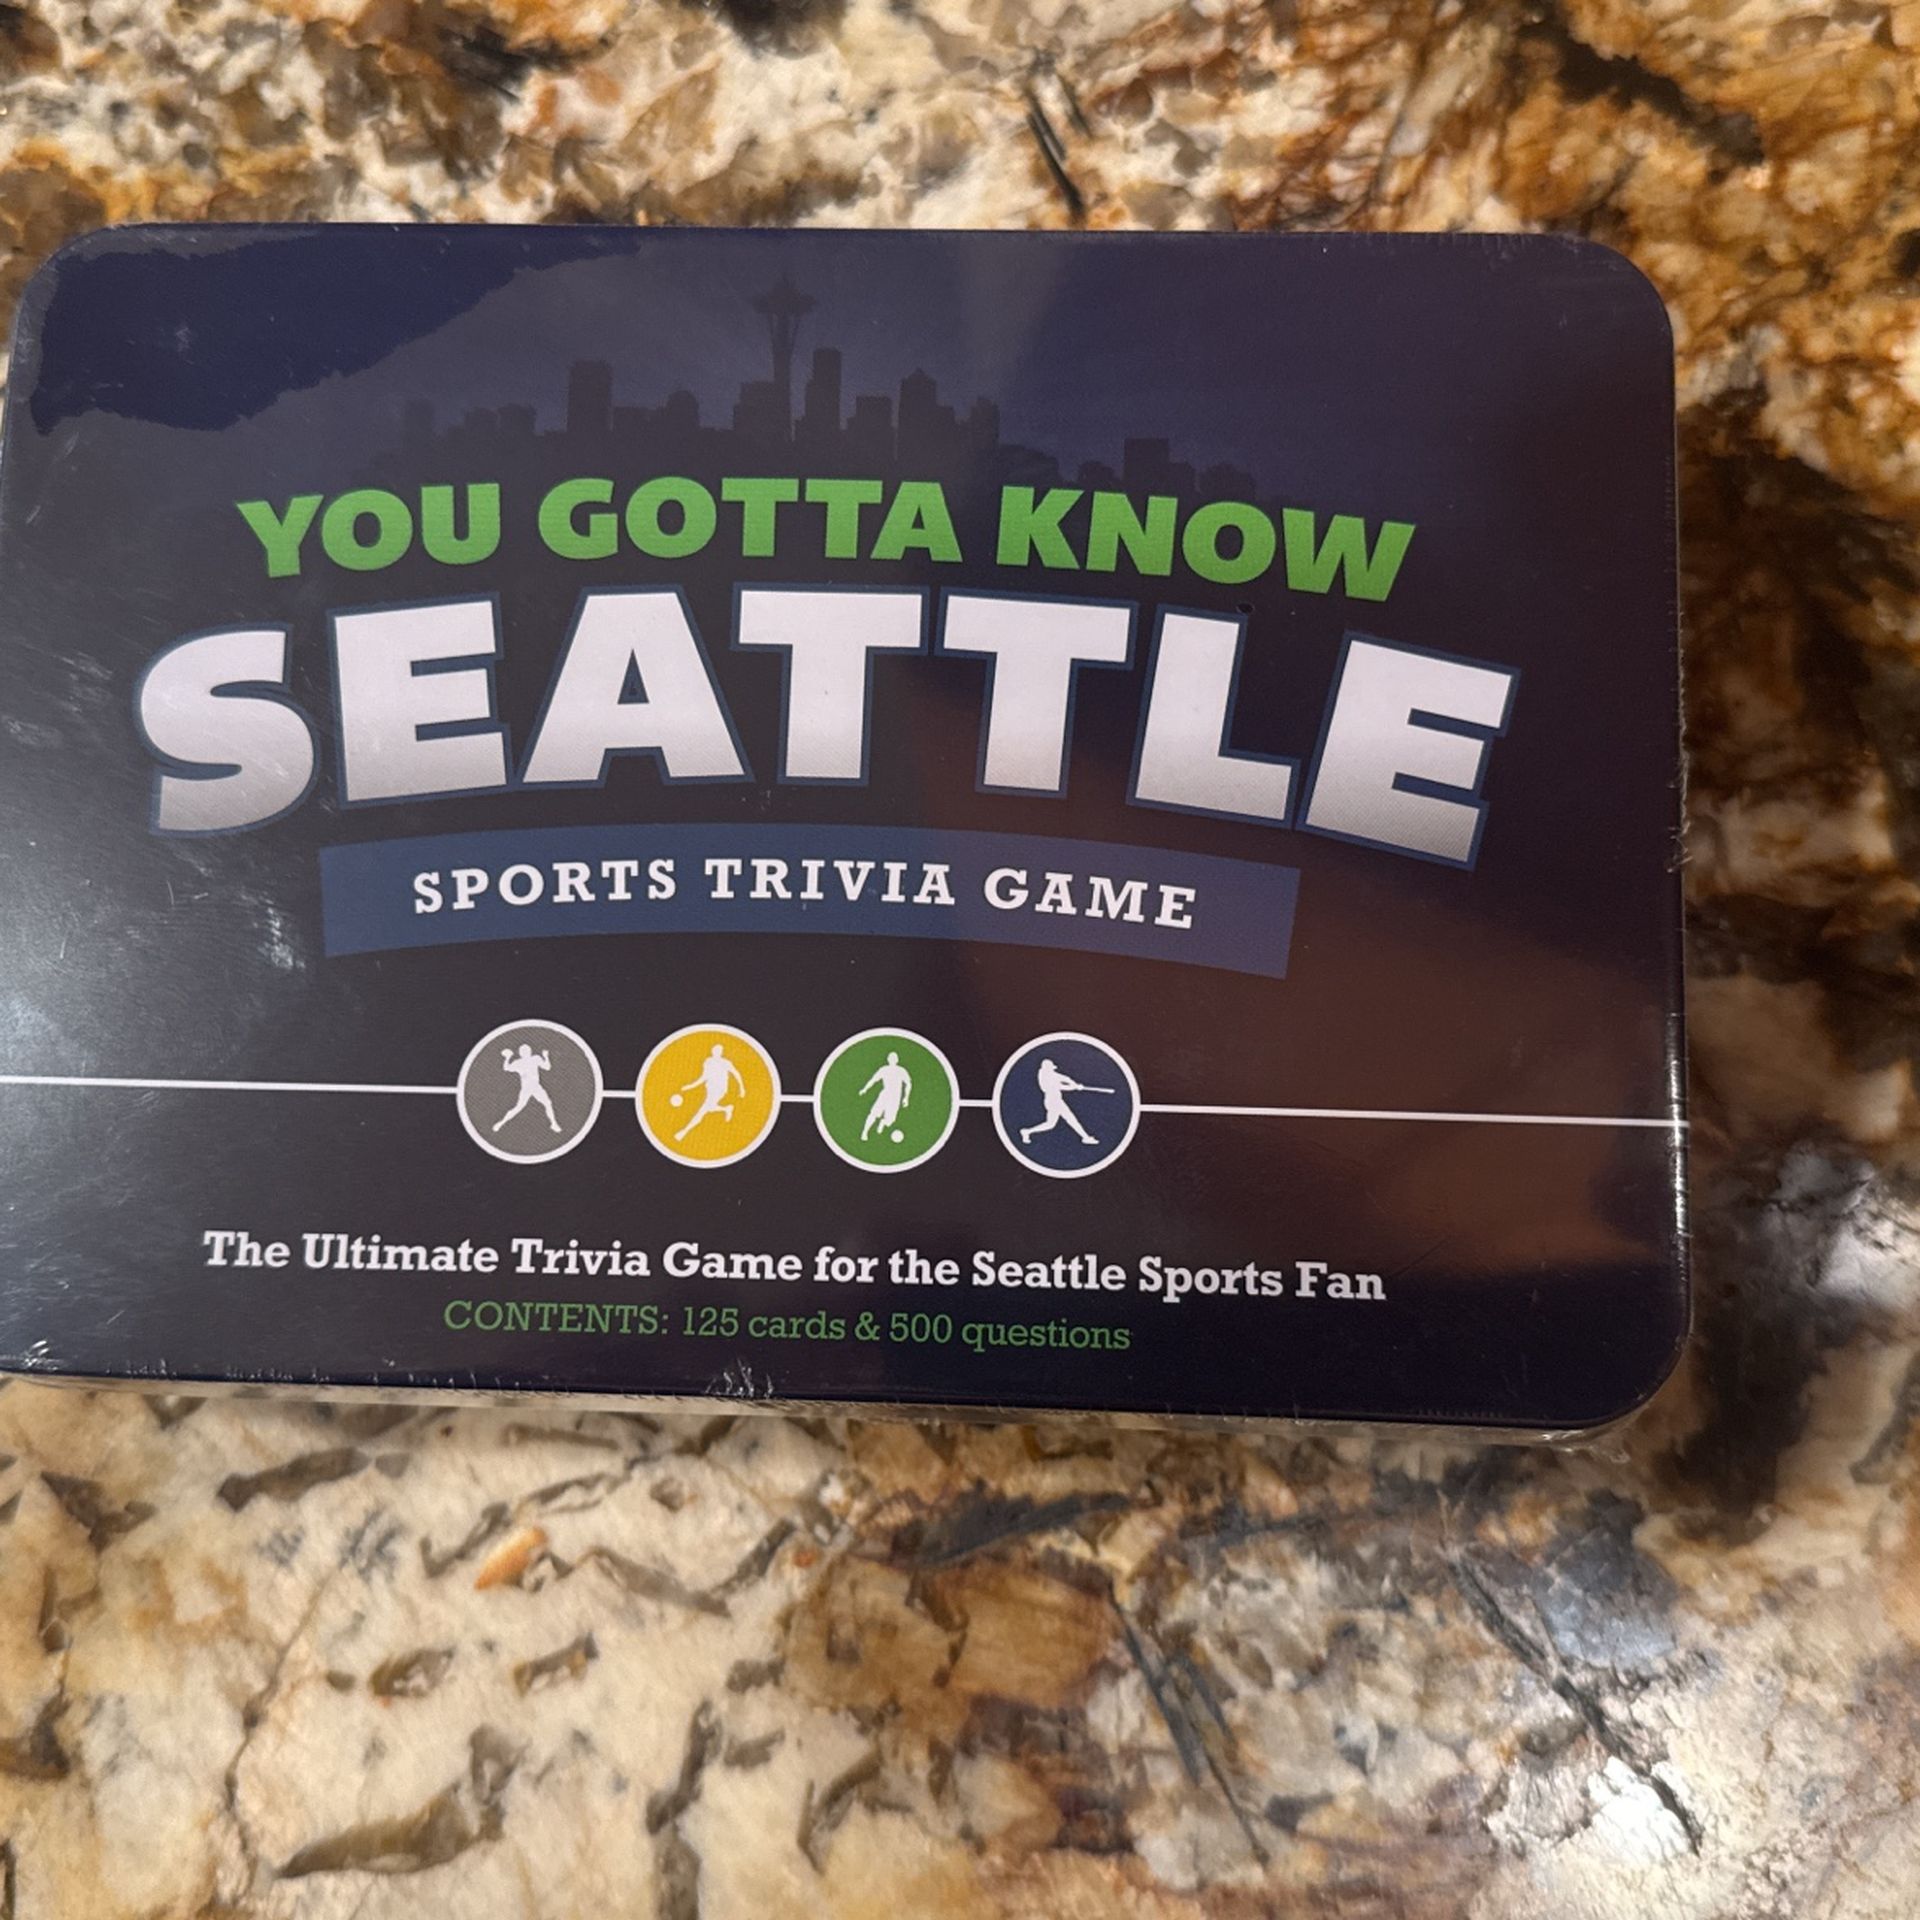 YOU GOTTA KNOW
SEATTLE
SPORTS TRIVIA GAME
The Ultimate Trivia Game for the Seattle Sports Fan
CONTENTS: 125 cards & 500 questions